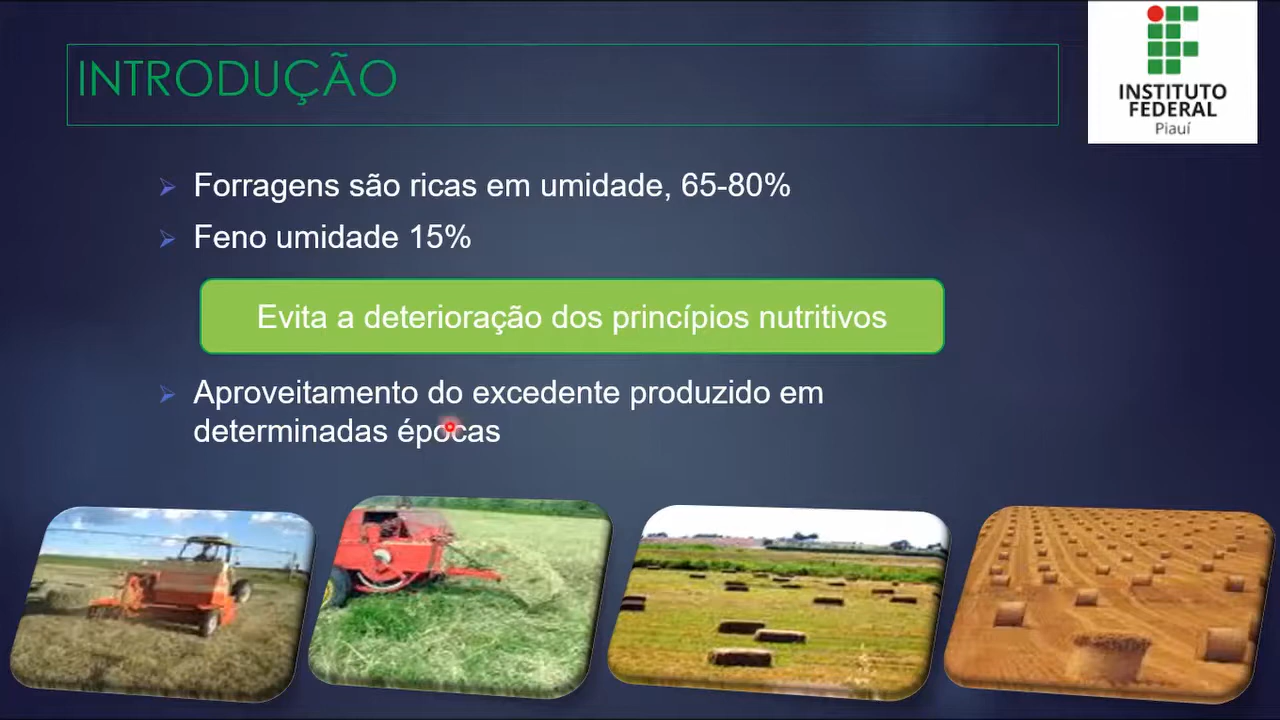 INTRODUÇÃO
INSTITUTO
FEDERAL
Piauí
Forragens são ricas em umidade, 65-80%
Feno umidade 15%
Evita a deterioração dos princípios nutritivos
Aproveitamento do excedente produzido em
determinadas épocas